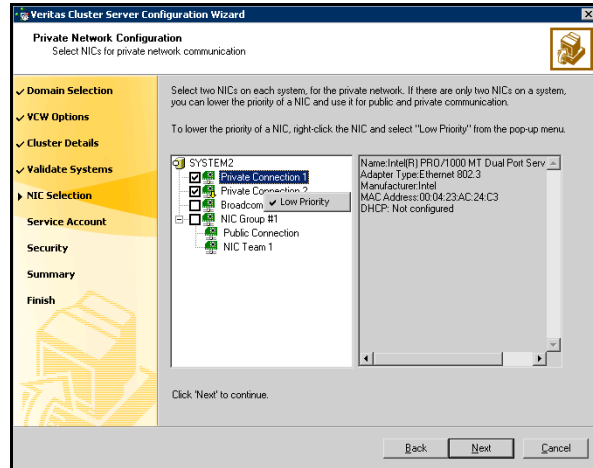 Veritas Cluster Server Configuration Wizard
Private Network Configuration
Select NICs for private network communication
Domain Selection
VCW Options
Cluster Details
Validate Systems
NIC Selection
Service Account
Security
Summary
Finish
Select two NICs on each system, for the private network. If there are only two NICs on a system,
you can lower the priority of a NIC and use it for public and private communication.
To lower the priority of a NIC, right-click the NIC and select "Low Priority" from the pop-up menu.
SYSTEM2
Private Connection 1
Private Connection 2
Broadcom
Low Priority
NIC Group #1
Public Connection
NIC Team 1
Name:Intel(R) PRO/1000 MT Dual Port Serv
Adapter Type:Ethernet 802.3
Manufacturer:Intel
MAC Address:00:04:23:AC:24:C3
DHCP: Not configured
Click 'Next' to continue.
Back
Next
Cancel